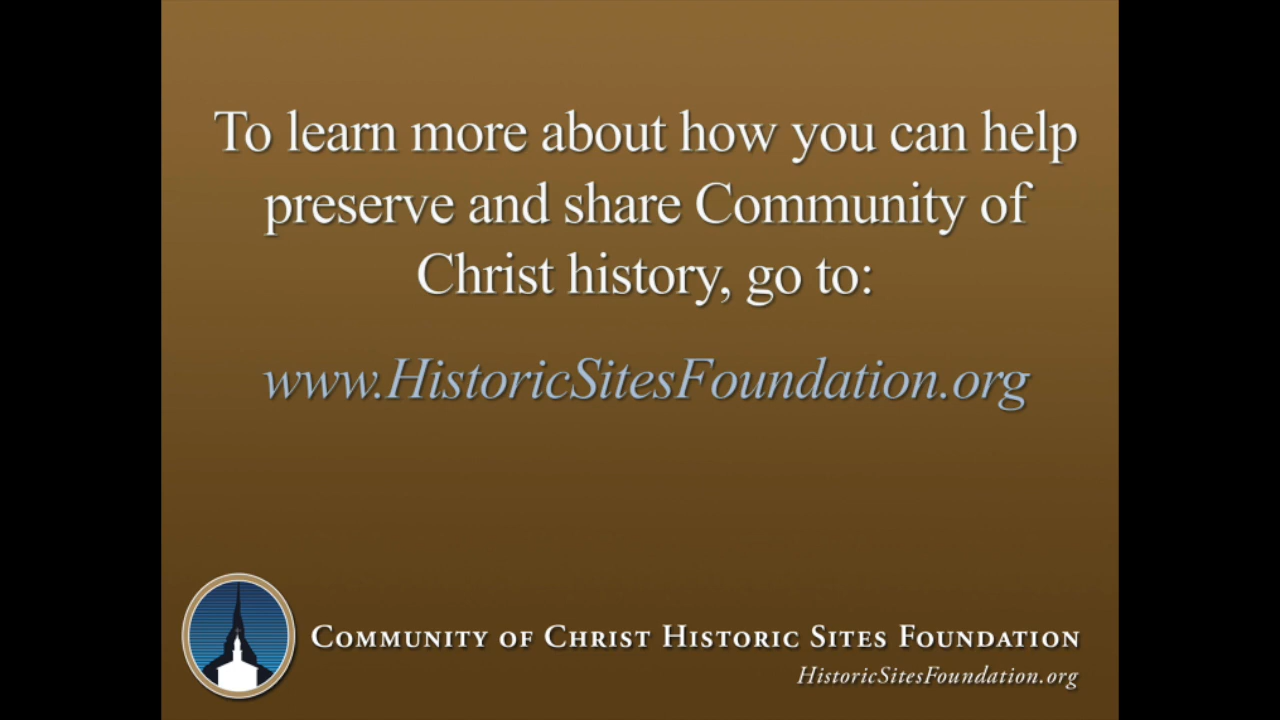 To learn more about how you can help
preserve and share Community of
Christ history, go to:
www.HistoricSitesFoundation.org
Community of Christ Historic Sites Foundation
HistoricSitesFoundation.org